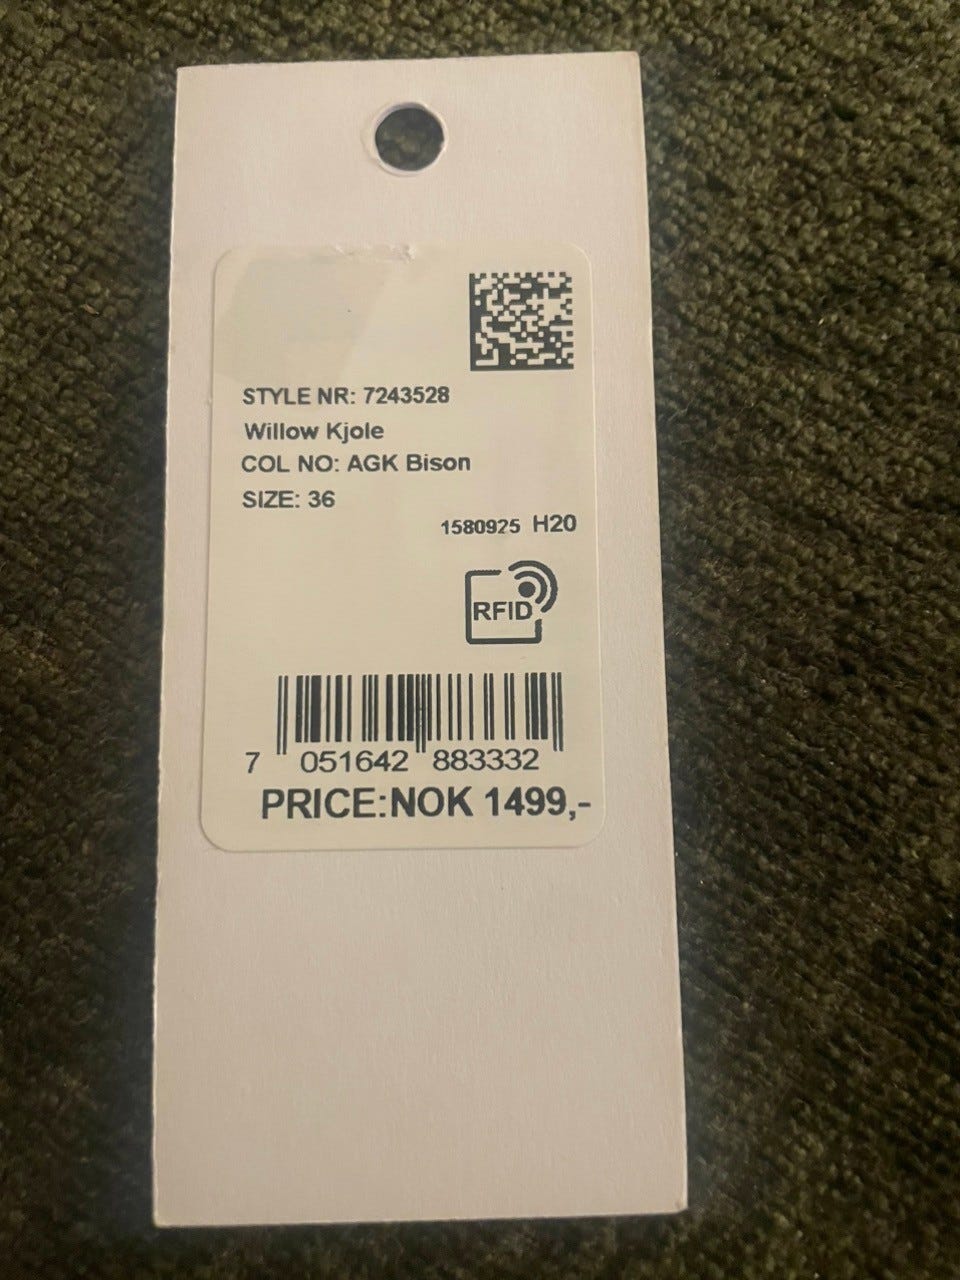 STYLE NR: 7243528
Willow Kjole
COL NO: AGK Bison
SIZE: 36
1580925 H20
RFID
7 051642 883332
PRICE:NOK 1499,-